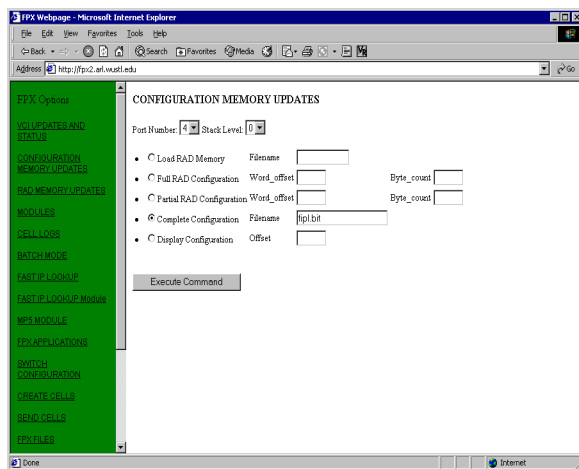 FPX Webpage - Microsoft Internet Explorer
File Edit View Favorites Tools Help
Back Search Favorites Media
Address http://fpx2.arl.wustl.edu Go
FPX Options
VCI UPDATES AND
STATUS
CONFIGURATION
MEMORY UPDATES
RAD MEMORY UPDATES
MODULES
CELL LOGS
BATCH MODE
FAST IP LOOKUP
FAST IP LOOKUP Module
MP5 MODULE
FPX APPLICATIONS
SWITCH
CONFIGURATION
CREATE CELLS
SEND CELLS
FPX FILES
CONFIGURATION MEMORY UPDATES
Port Number: 4 Stack Level: 0
Load RAD Memory Filename
Full RAD Configuration Word_offset Byte_count
Partial RAD Configuration Word_offset Byte_count
Complete Configuration Filename fipl.bit
Display Configuration Offset
Execute Command
Done Internet